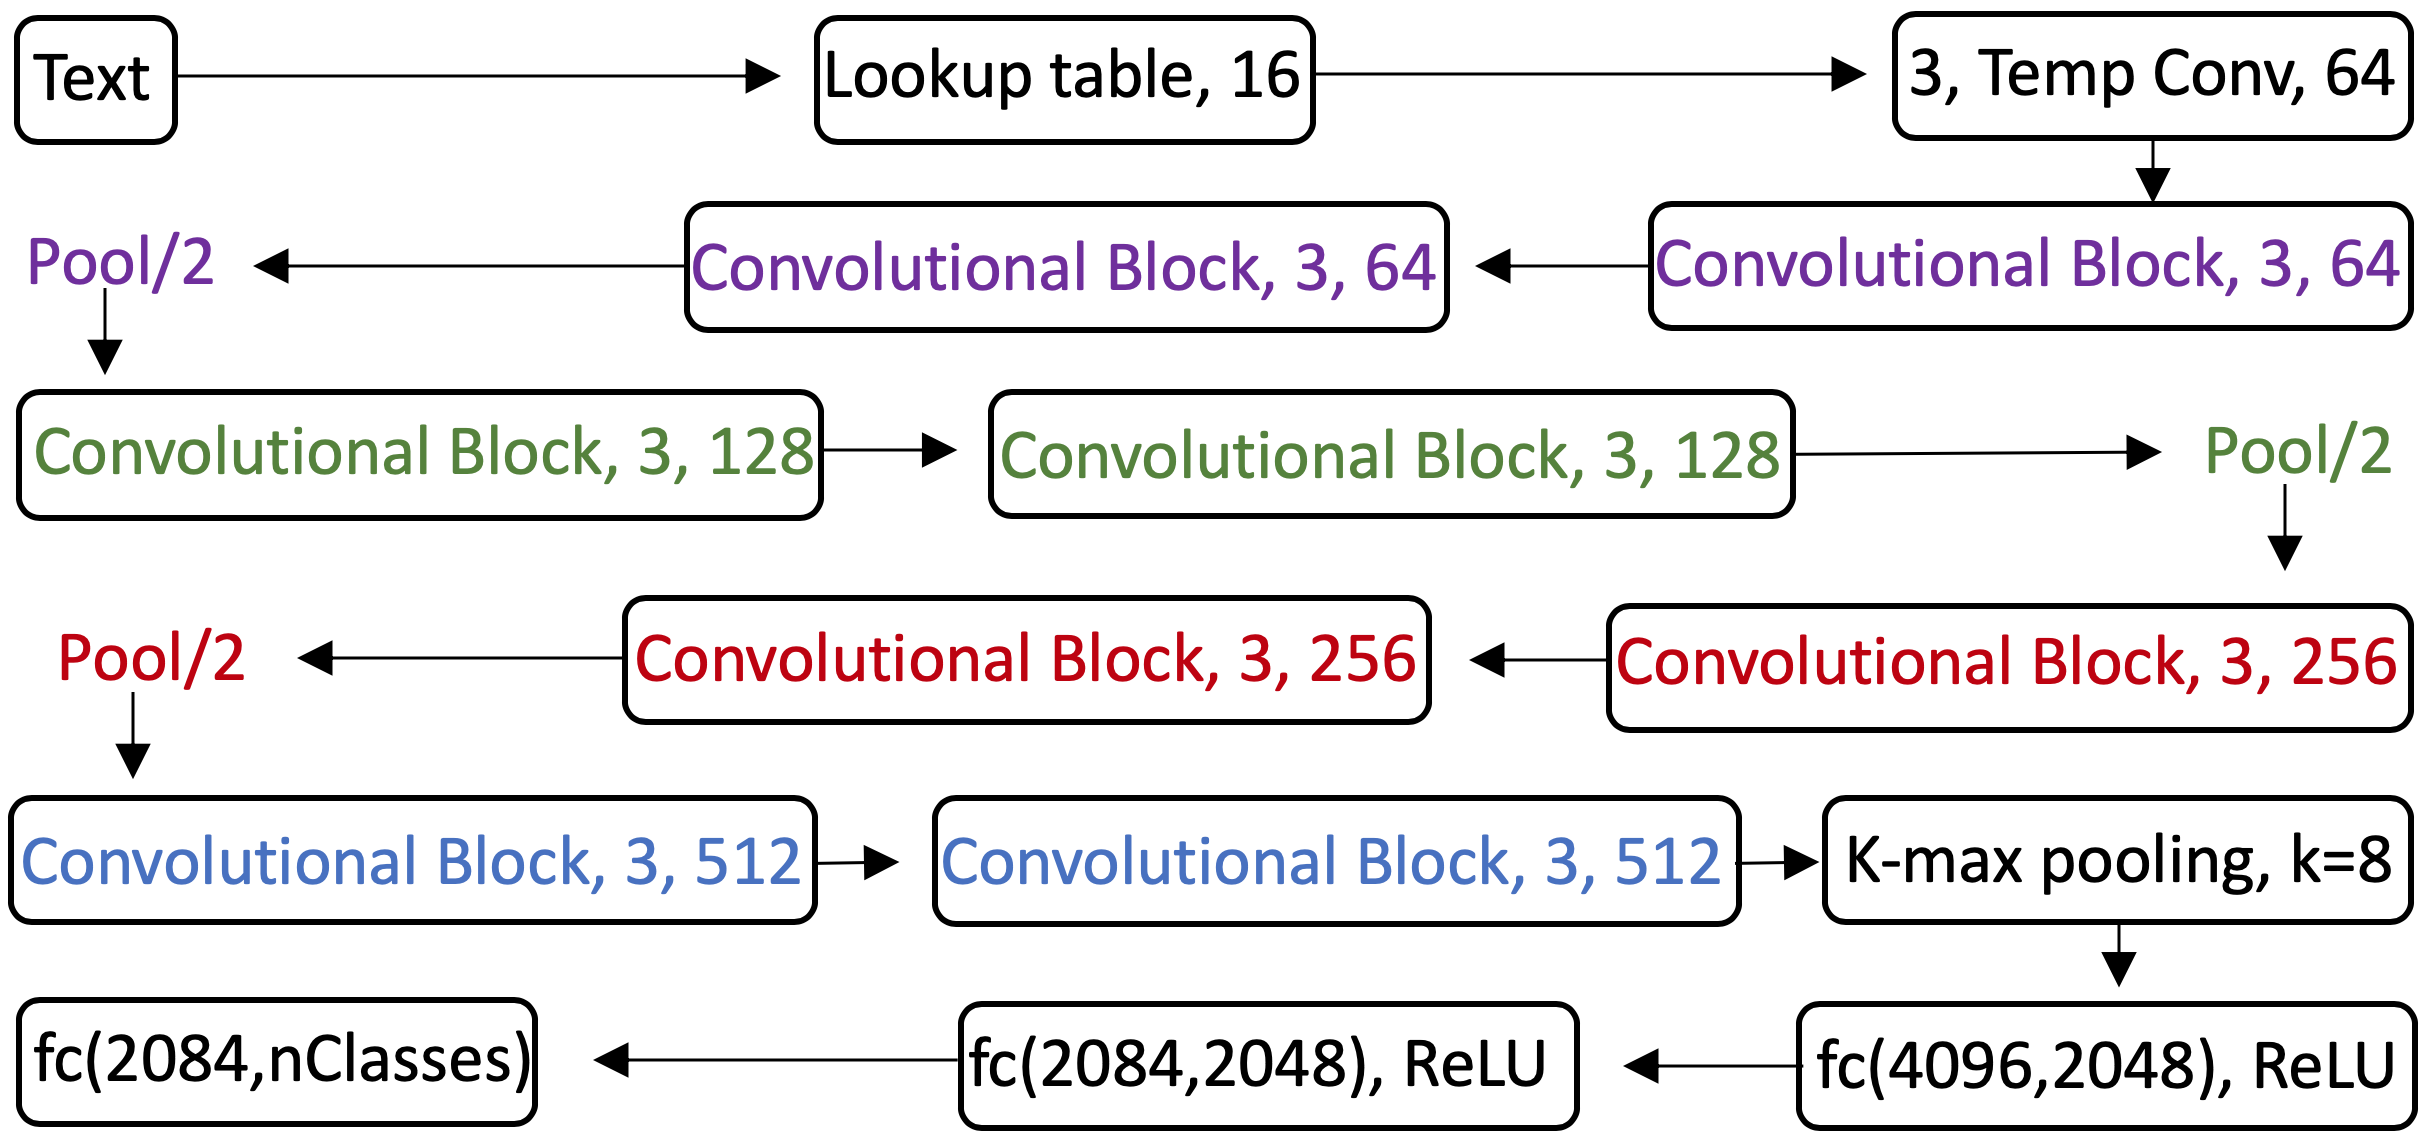 Text
Lookup table, 16
3, Temp Conv, 64
Convolutional Block, 3, 64
Convolutional Block, 3, 64
Pool/2
Convolutional Block, 3, 128
Convolutional Block, 3, 128
Pool/2
Convolutional Block, 3, 256
Convolutional Block, 3, 256
Pool/2
Convolutional Block, 3, 512
Convolutional Block, 3, 512
K-max pooling, k=8
fc(4096,2048), ReLU
fc(2084,2048), ReLU
fc(2084,nClasses)